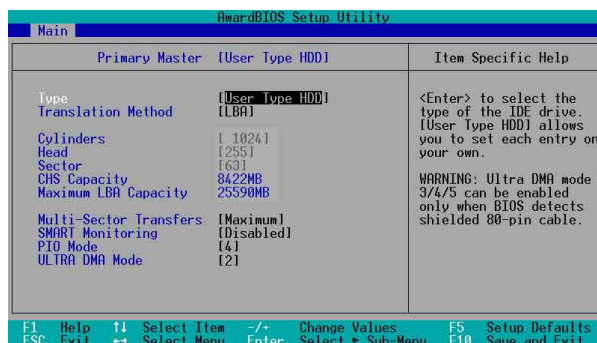 AwardBIOS Setup Utility
Main
Primary Master [User Type HDD]
Item Specific Help
Type [User Type HDD]
Translation Method [LBA]
Cylinders [ 1024]
Head [255]
Sector [63]
CHS Capacity 8422MB
Maximum LBA Capacity 25590MB
Multi-Sector Transfers [Maximum]
SMART Monitoring [Disabled]
PIO Mode [4]
ULTRA DMA Mode [2]
<Enter> to select the
type of the IDE drive.
[User Type HDD] allows
you to set each entry on
your own.
WARNING: Ultra DMA mode
3/4/5 can be enabled
only when BIOS detects
shielded 80-pin cable.
F1 Help ↑↓ Select Item -/+ Change Values F5 Setup Defaults
ESC Exit ←→ Select Menu Enter Select ► Sub-Menu F10 Save and Exit